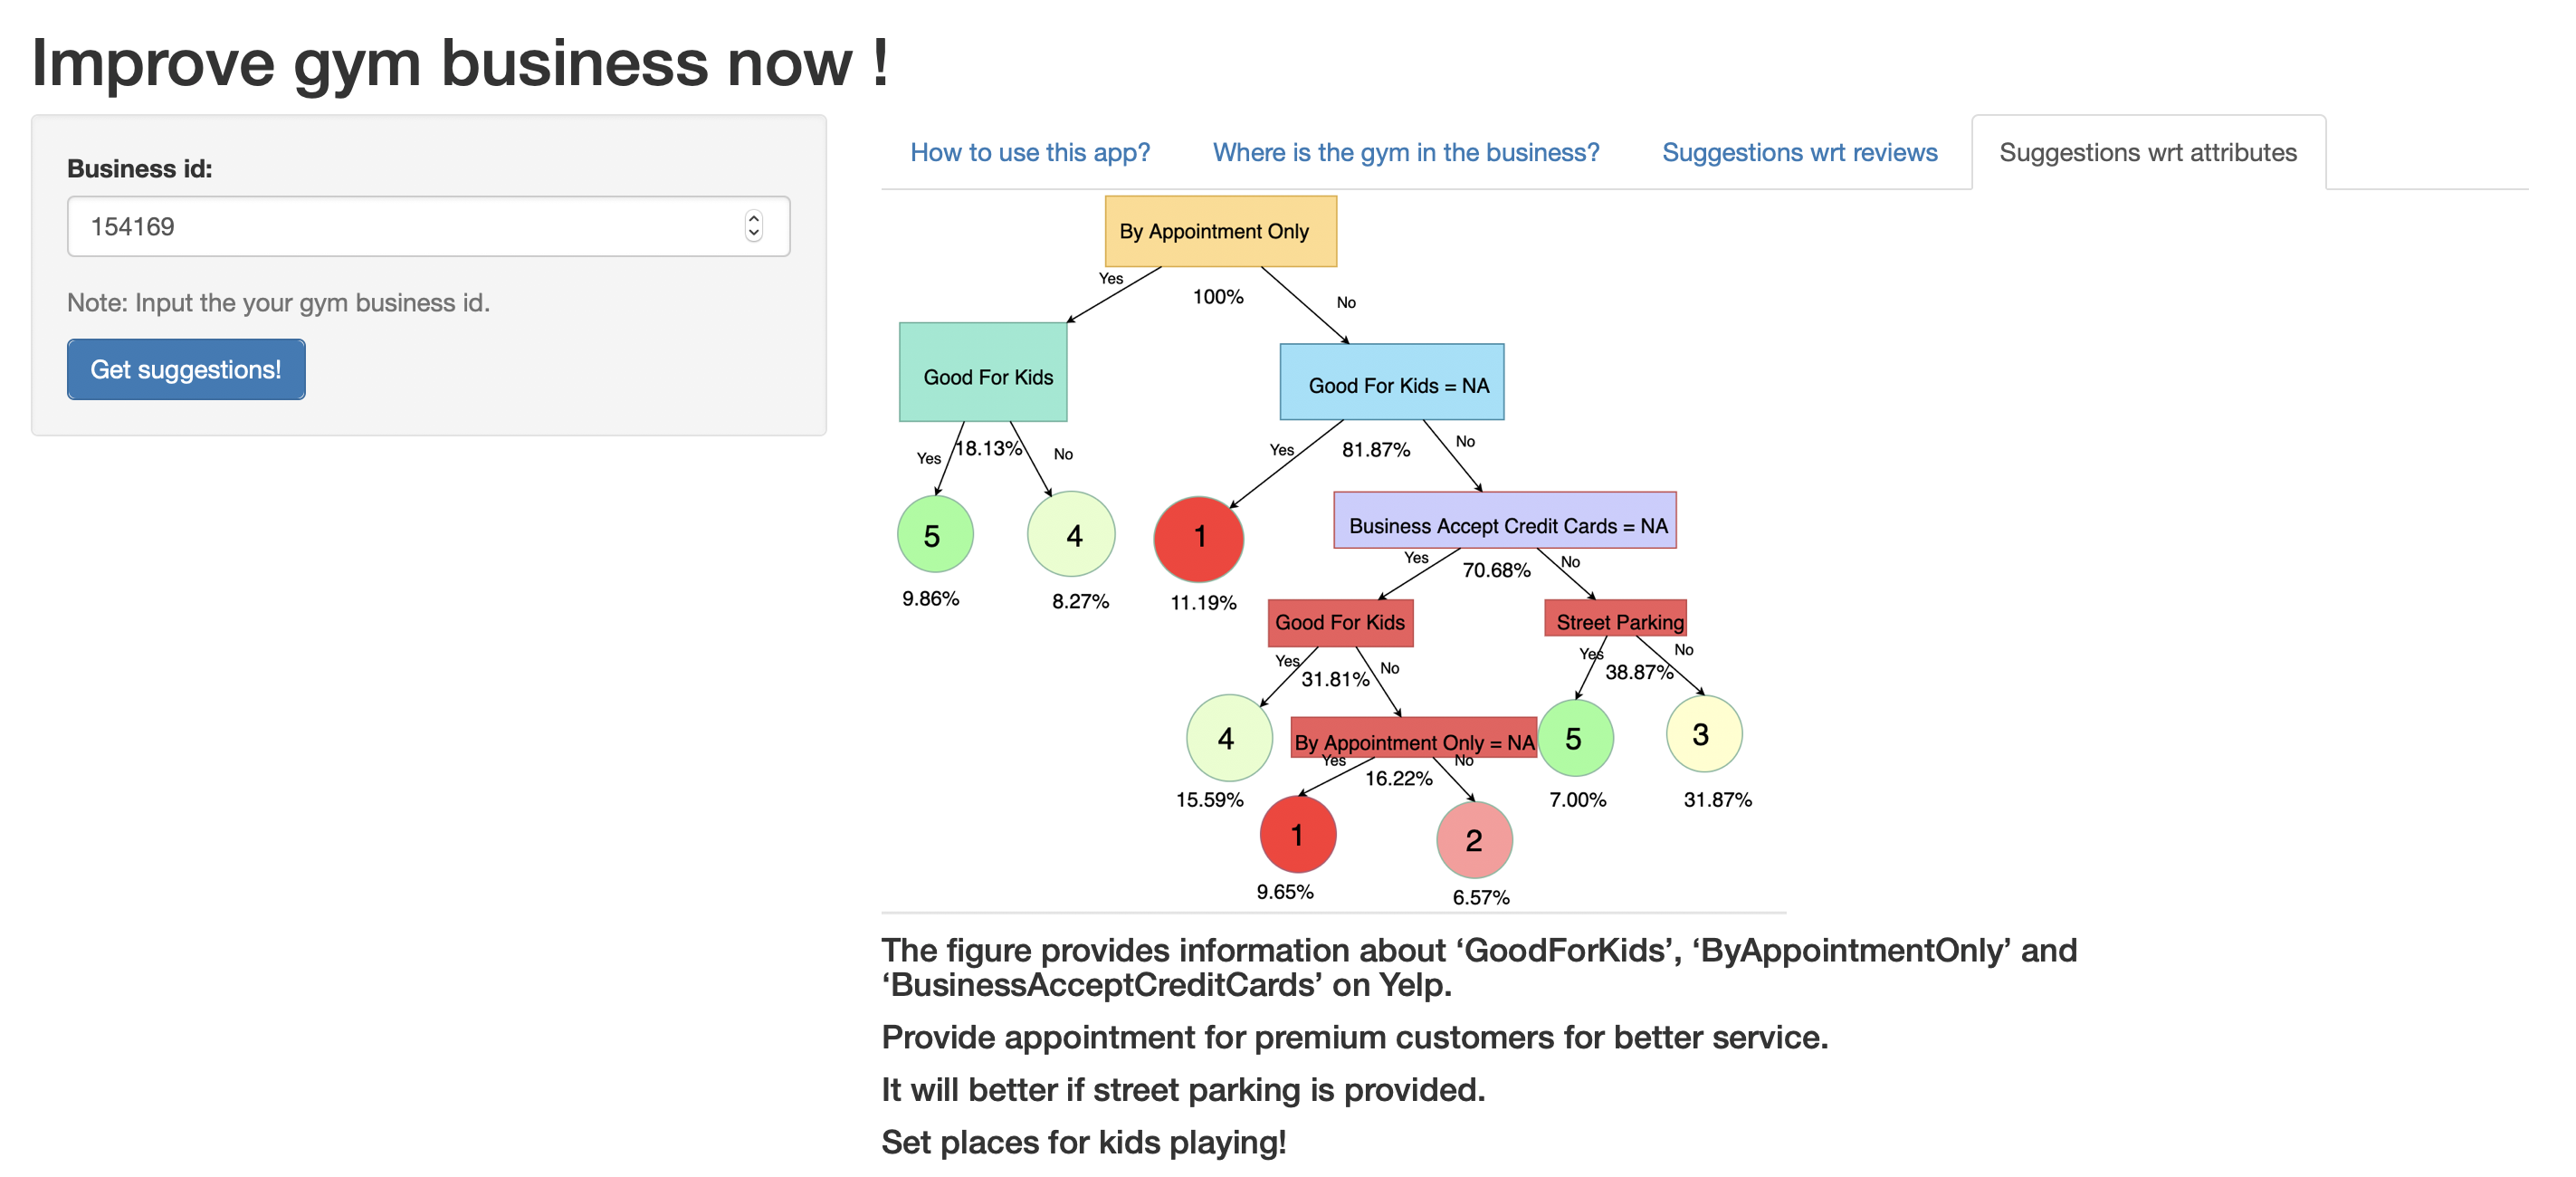 Improve gym business now !
Business id:
154169
Note: Input the your gym business id.
Get suggestions!
How to use this app?
Where is the gym in the business?
Suggestions wrt reviews
Suggestions wrt attributes
By Appointment Only
Yes
100%
No
Good For Kids
Good For Kids = NA
Yes
18.13%
No
Yes
81.87%
No
5
4
1
Business Accept Credit Cards = NA
9.86%
8.27%
11.19%
Yes
70.68%
No
Good For Kids
Street Parking
Yes
31.81%
No
Yes
38.87%
No
4
By Appointment Only = NA
5
3
Yes
16.22%
No
15.59%
7.00%
31.87%
1
2
9.65%
6.57%
The figure provides information about ‘GoodForKids’, ‘ByAppointmentOnly’ and
‘BusinessAcceptCreditCards’ on Yelp.
Provide appointment for premium customers for better service.
It will better if street parking is provided.
Set places for kids playing!